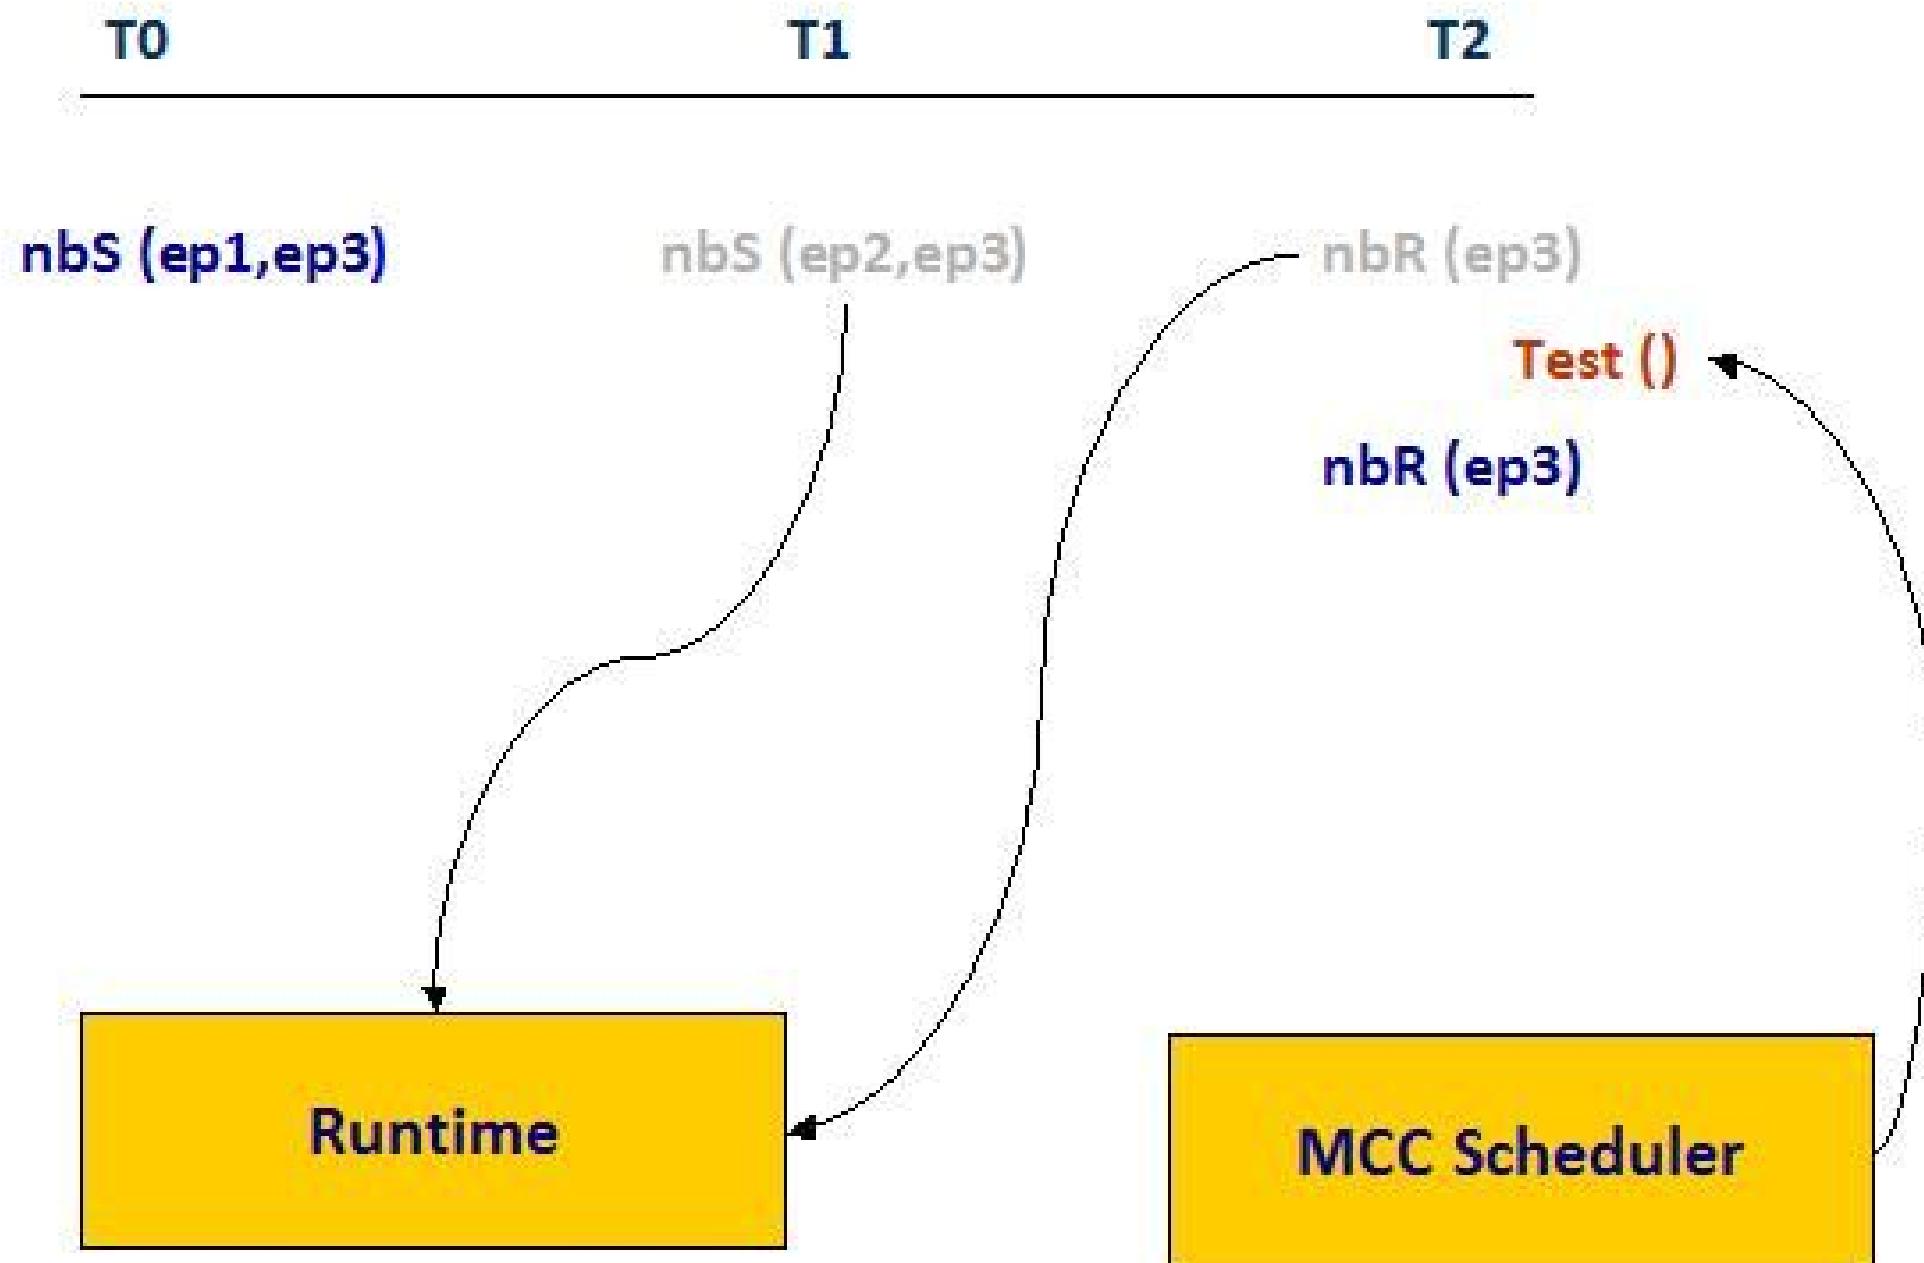 T0 T1 T2
nbS (ep1,ep3) nbS (ep2,ep3) nbR (ep3)
Test ()
nbR (ep3)
Runtime
MCC Scheduler